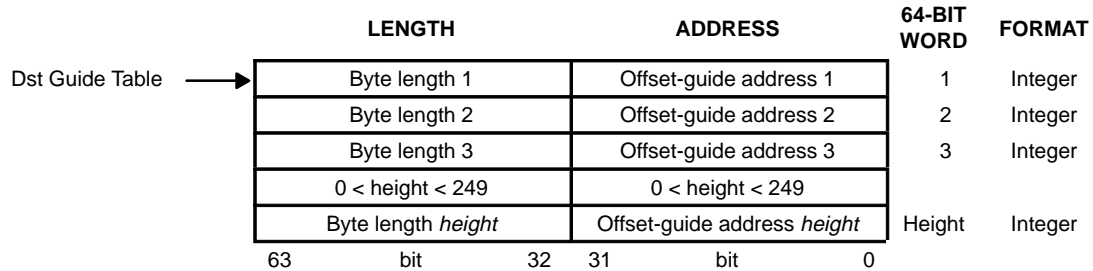 LENGTH ADDRESS 64-BIT WORD FORMAT
Dst Guide Table Byte length 1 Offset-guide address 1 1 Integer
Byte length 2 Offset-guide address 2 2 Integer
Byte length 3 Offset-guide address 3 3 Integer
0 < height < 249 0 < height < 249
Byte length height Offset-guide address height Height Integer
63 bit 32 31 bit 0